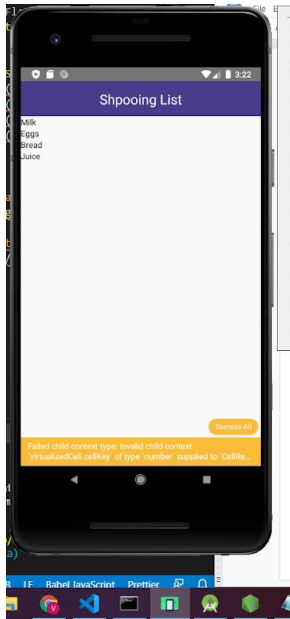 3:22
Shpooing List
Milk
Eggs
Bread
Juice
Dismiss All
Failed child context type: Invalid child context
`virtualizedCell.cellKey` of type `number` supplied to `CellRe...
Babel JavaScript Prettier